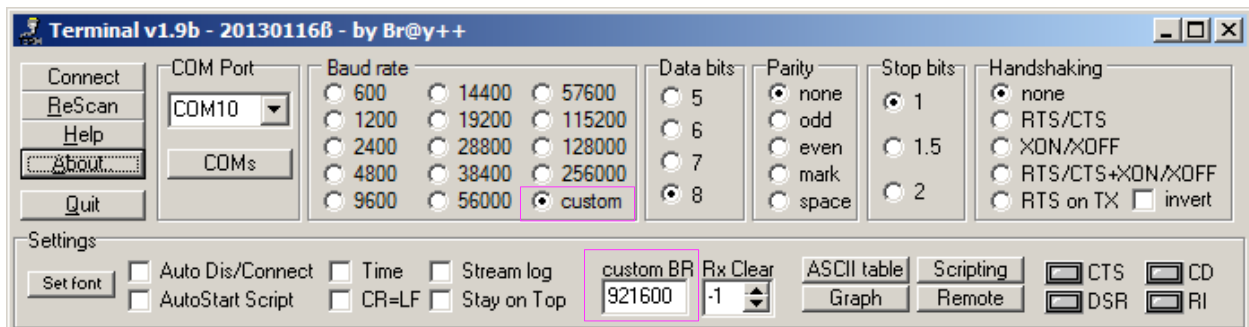 Terminal v1.9b - 20130116ß - by Br@y++
Connect
ReScan
Help
About...
Quit
COM Port
COM10
COMs
Baud rate
600
1200
2400
4800
9600
14400
19200
28800
38400
56000
57600
115200
128000
256000
custom
Data bits
5
6
7
8
Parity
none
odd
even
mark
space
Stop bits
1
1.5
2
Handshaking
none
RTS/CTS
XON/XOFF
RTS/CTS+XON/XOFF
RTS on TX
invert
Settings
Set font
Auto Dis/Connect
AutoStart Script
Time
CR=LF
Stream log
Stay on Top
custom BR
921600
Rx Clear
-1
ASCII table
Graph
Scripting
Remote
CTS
DSR
CD
RI